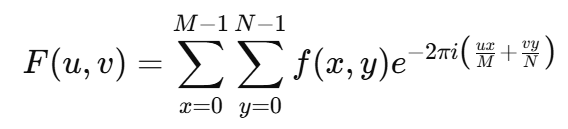 F(u, v) = \sum_{x=0}^{M-1} \sum_{y=0}^{N-1} f(x, y) e^{-2\pi i \left( \frac{ux}{M} + \frac{vy}{N} \right)}